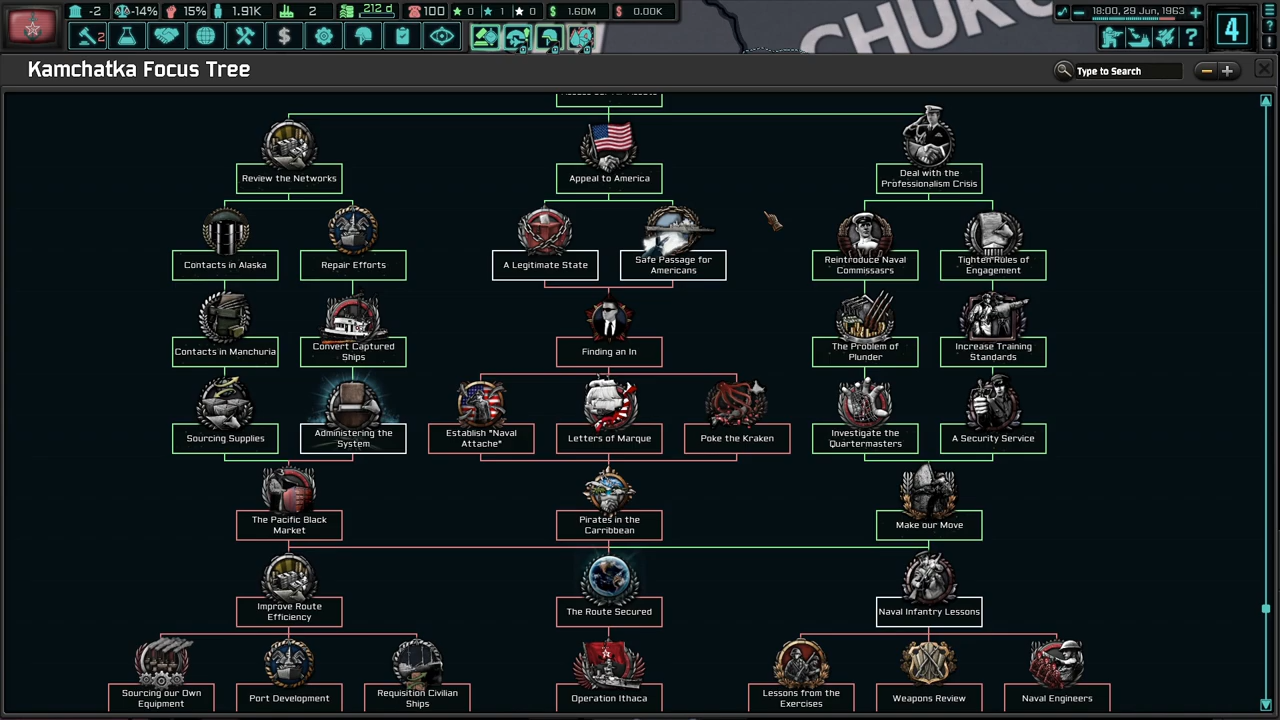 -2 -14% 15% 1.91K 2 212 d 100 0 1 0 $ 1.60M $ 0.00K
18:00, 29 Jun, 1963
4
2
Kamchatka Focus Tree
Type to Search
CHUK
Review the Networks
Appeal to America
Deal with the
Professionalism Crisis
Contacts in Alaska
Repair Efforts
A Legitimate State
Safe Passage for
Americans
Reintroduce Naval
Commissasrs
Tighten Rules of
Engagement
Contacts in Manchuria
Convert Captured
Ships
Finding an In
The Problem of
Plunder
Increase Training
Standards
Sourcing Supplies
Administering the
System
Establish "Naval
Attache"
Letters of Marque
Poke the Kraken
Investigate the
Quartermasters
A Security Service
The Pacific Black
Market
Pirates in the
Carribbean
Make our Move
Improve Route
Efficiency
The Route Secured
Naval Infantry Lessons
Sourcing our Own
Equipment
Port Development
Requisition Civilian
Ships
Operation Ithaca
Lessons from the
Exercises
Weapons Review
Naval Engineers